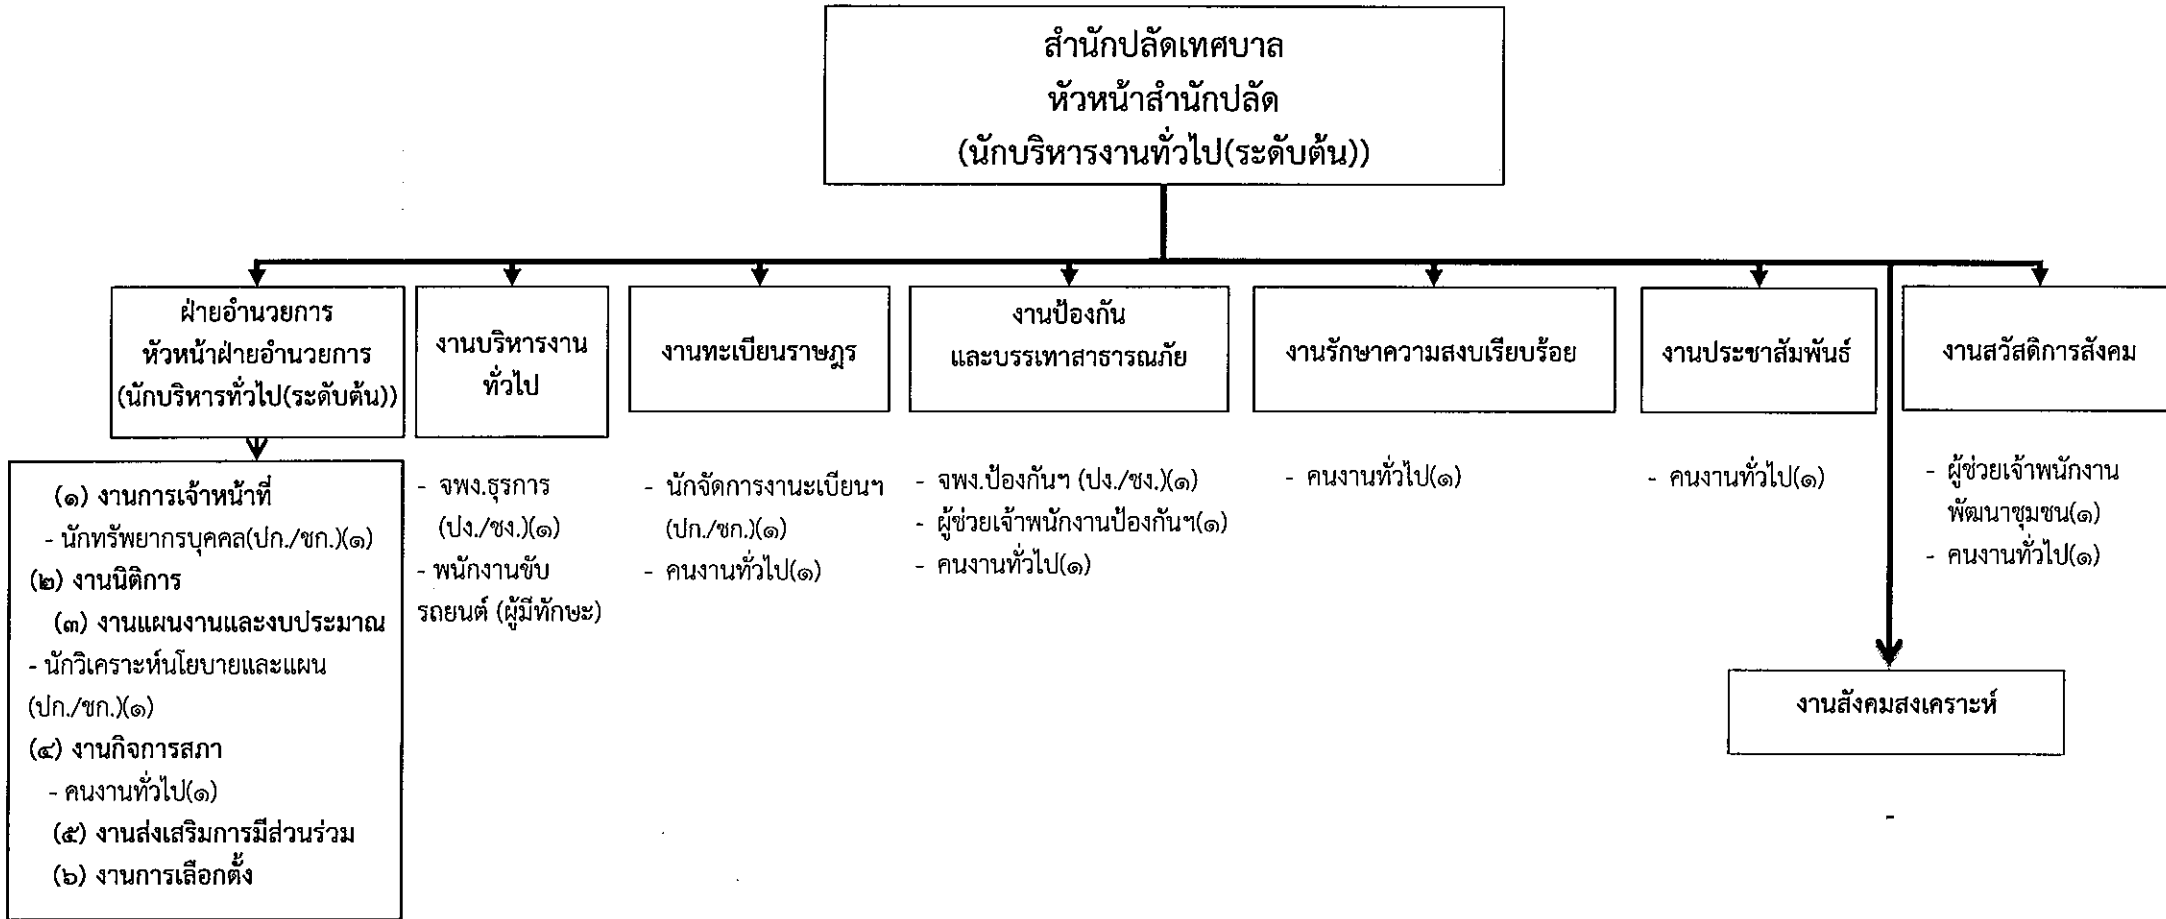 สำนักปลัดเทศบาล
หัวหน้าสำนักปลัด
(นักบริหารงานทั่วไป(ระดับต้น))
ฝ่ายอำนวยการ
หัวหน้าฝ่ายอำนวยการ
(นักบริหารทั่วไป(ระดับต้น))
(๑) งานการเจ้าหน้าที่
- นักทรัพยากรบุคคล(ปก./ชก.)(๑)
(๒) งานนิติการ
(๓) งานแผนงานและงบประมาณ
- นักวิเคราะห์นโยบายและแผน
(ปก./ชก.)(๑)
(๔) งานกิจการสภา
- คนงานทั่วไป(๑)
(๕) งานส่งเสริมการมีส่วนร่วม
(๖) งานการเลือกตั้ง
งานบริหารงาน
ทั่วไป
- จพง.ธุรการ
(ปง./ชง.)(๑)
- พนักงานขับ
รถยนต์ (ผู้มีทักษะ)
งานทะเบียนราษฎร
- นักจัดการงานะเบียนฯ
(ปก./ชก.)(๑)
- คนงานทั่วไป(๑)
งานป้องกัน
และบรรเทาสาธารณภัย
- จพง.ป้องกันฯ (ปง./ชง.)(๑)
- ผู้ช่วยเจ้าพนักงานป้องกันฯ(๑)
- คนงานทั่วไป(๑)
งานรักษาความสงบเรียบร้อย
- คนงานทั่วไป(๑)
งานประชาสัมพันธ์
- คนงานทั่วไป(๑)
งานสวัสดิการสังคม
- ผู้ช่วยเจ้าพนักงาน
พัฒนาชุมชน(๑)
- คนงานทั่วไป(๑)
งานสังคมสงเคราะห์
-